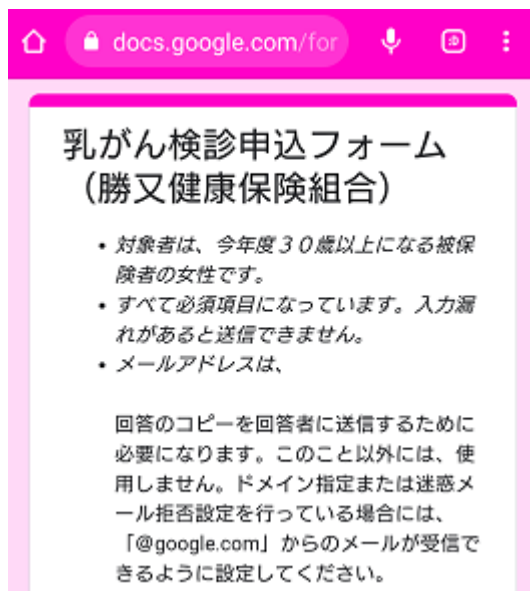 docs.google.com/for
:D
乳がん検診申込フォーム
（勝又健康保険組合）
• 対象者は、今年度３０歳以上になる被保
険者の女性です。
• すべて必須項目になっています。入力漏
れがあると送信できません。
• メールアドレスは、
回答のコピーを回答者に送信するために
必要になります。このこと以外には、使
用しません。ドメイン指定または迷惑メ
ール拒否設定を行っている場合には、
「@google.com」からのメールが受信で
きるように設定してください。